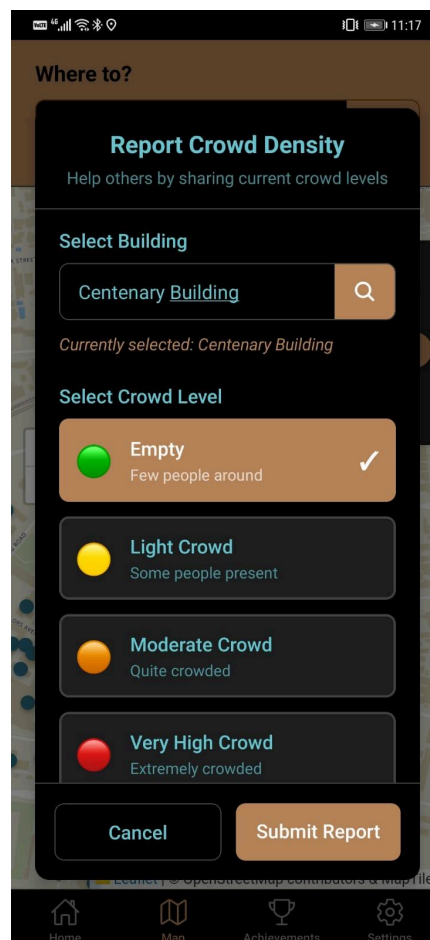 11:17
Where to?
Report Crowd Density
Help others by sharing current crowd levels
Select Building
Centenary Building
Currently selected: Centenary Building
Select Crowd Level
Empty
Few people around
Light Crowd
Some people present
Moderate Crowd
Quite crowded
Very High Crowd
Extremely crowded
Cancel
Submit Report
Leaflet | © OpenStreetMap contributors & MapTile
Home Map Achievements Settings